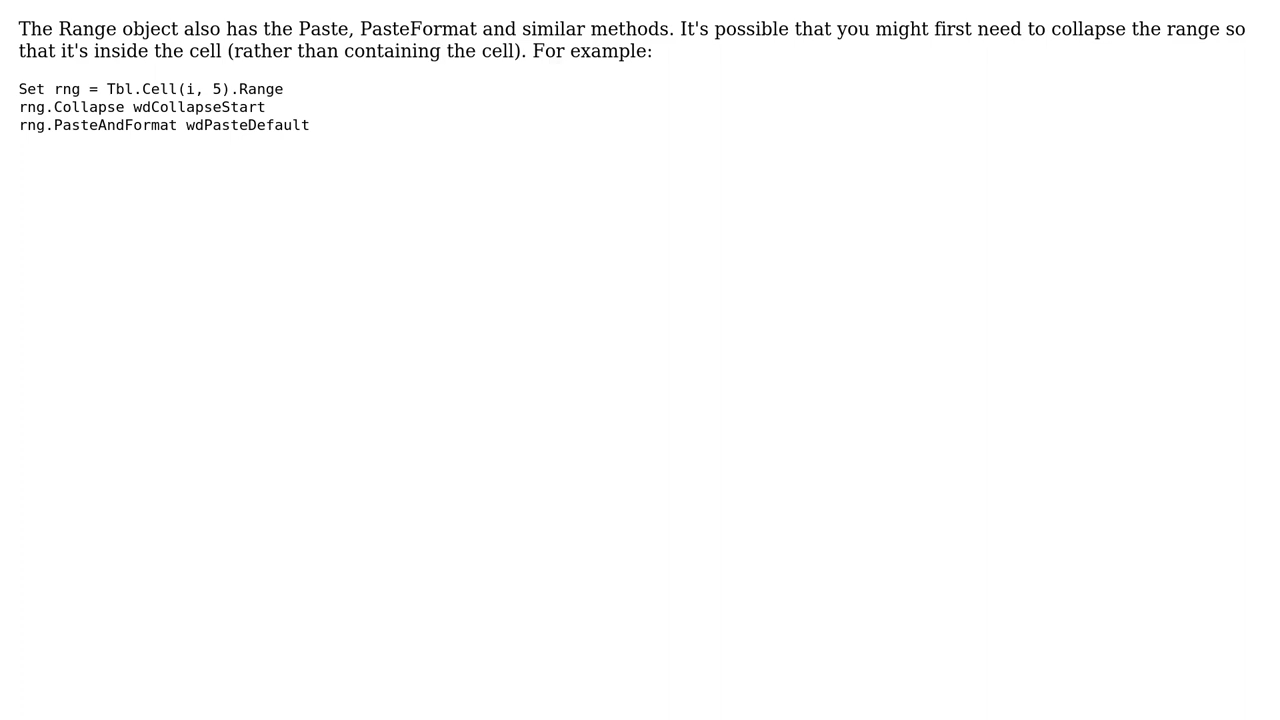 The Range object also has the Paste, PasteFormat and similar methods. It's possible that you might first need to collapse the range so
that it's inside the cell (rather than containing the cell). For example:
Set rng = Tbl.Cell(i, 5).Range
rng.Collapse wdCollapseStart
rng.PasteAndFormat wdPasteDefault